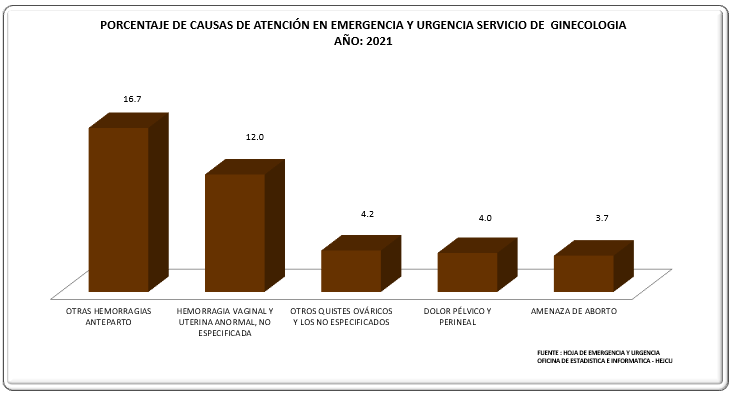 PORCENTAJE DE CAUSAS DE ATENCIÓN EN EMERGENCIA Y URGENCIA SERVICIO DE GINECOLOGIA
AÑO: 2021
16.7
12.0
4.2
4.0
3.7
OTRAS HEMORRAGIAS
ANTEPARTO
HEMORRAGIA VAGINAL Y
UTERINA ANORMAL, NO
ESPECIFICADA
OTROS QUISTES OVÁRICOS
Y LOS NO ESPECIFICADOS
DOLOR PÉLVICO Y
PERINEAL
AMENAZA DE ABORTO
FUENTE : HOJA DE EMERGENCIA Y URGENCIA
OFICINA DE ESTADISTICA E INFORMATICA - HEJCU